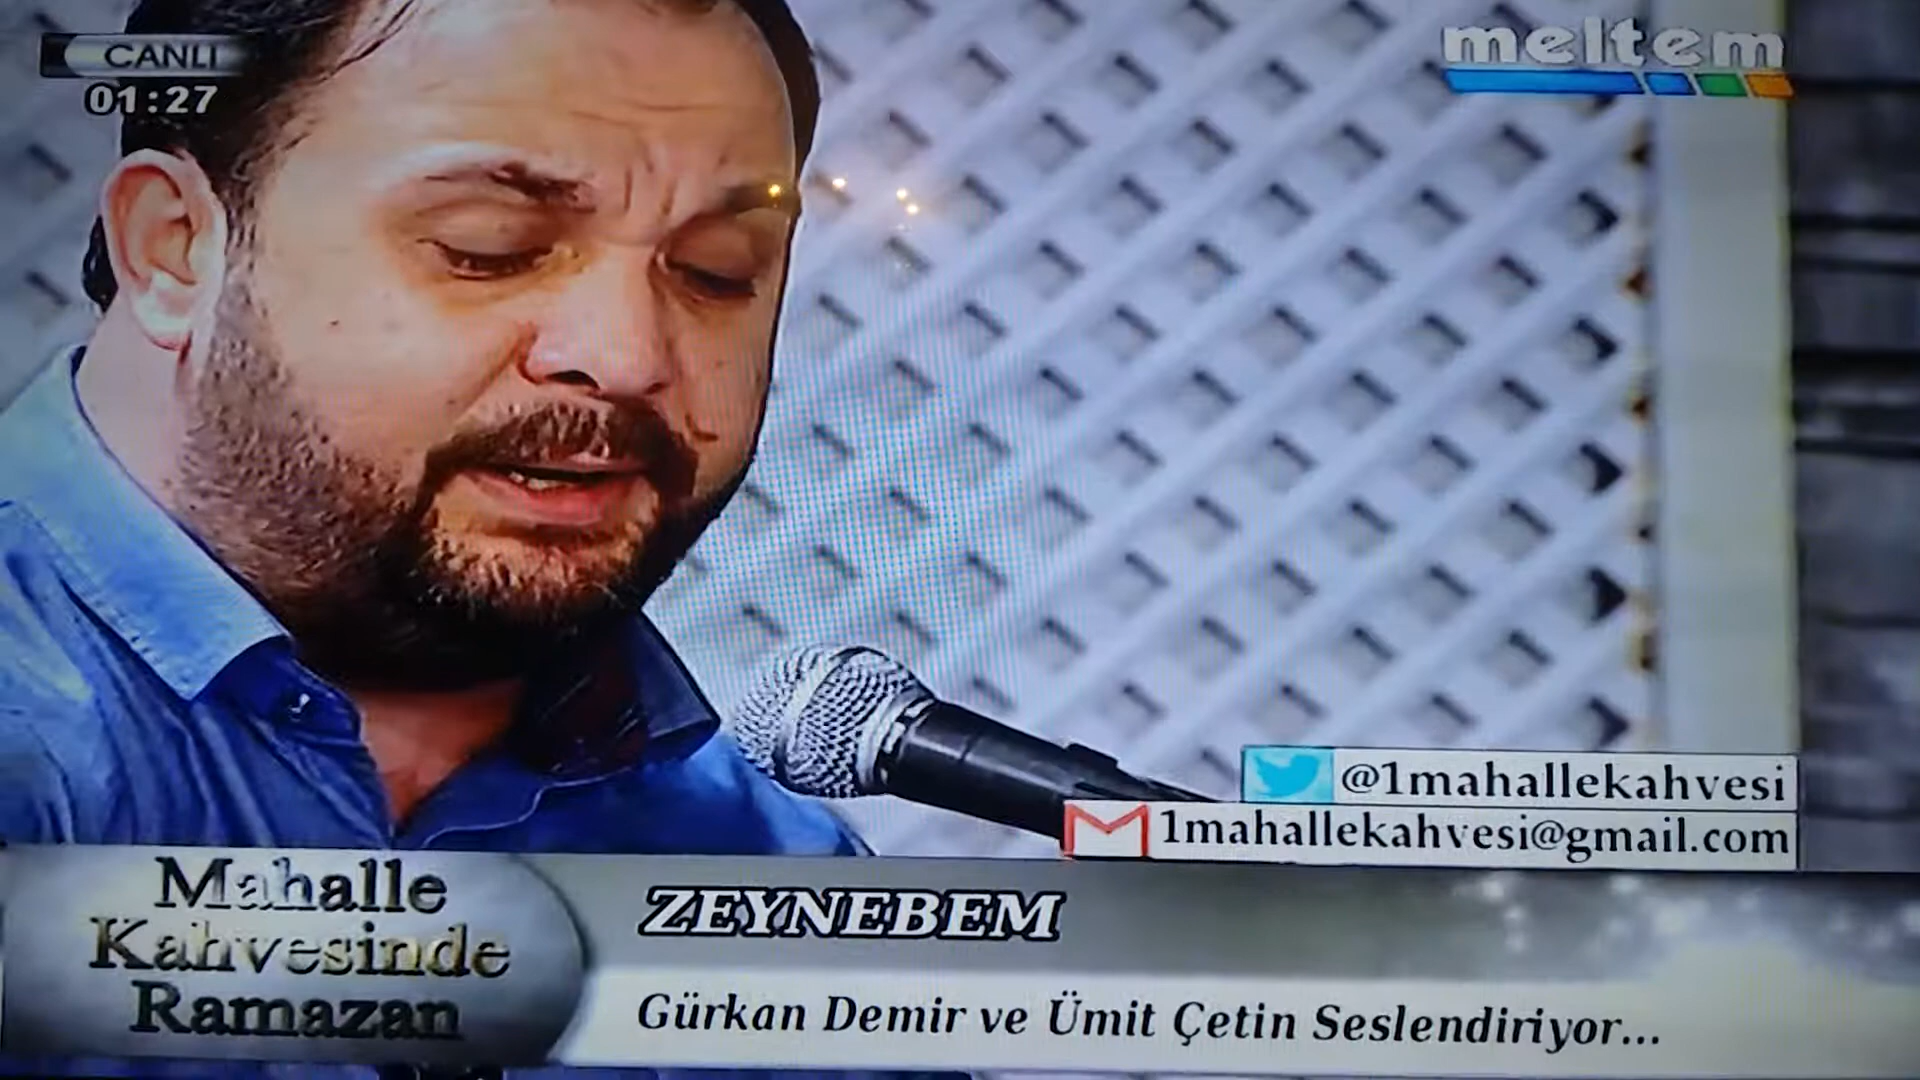 CANLI
01:27
meltem
@1mahallekahvesi
1mahallekahvesi@gmail.com
Mahalle
Kahvesinde
Ramazan
ZEYNEBEM
Gürkan Demir ve Ümit Çetin Seslendiriyor...